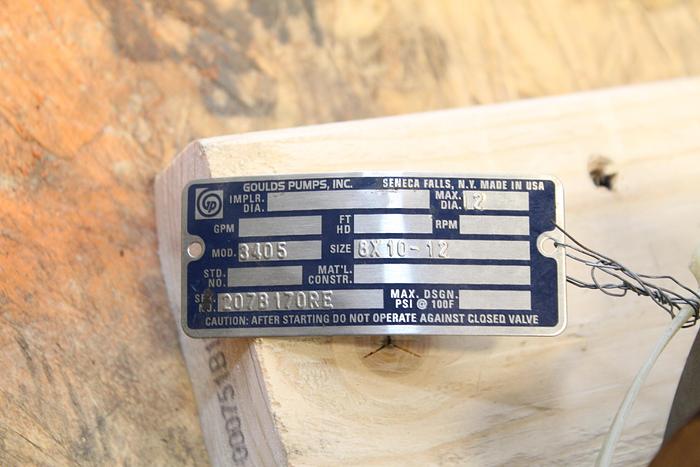 GOULDS PUMPS, INC. SENECA FALLS, N.Y. MADE IN USA
GP IMPLR. DIA. MAX. DIA. 12
GPM FT HD RPM
MOD. 3405 SIZE 8X10-12
STD. NO. MAT'L. CONSTR.
SER. NO. 207B170RE MAX. DSGN. PSI @ 100F
CAUTION: AFTER STARTING DO NOT OPERATE AGAINST CLOSED VALVE